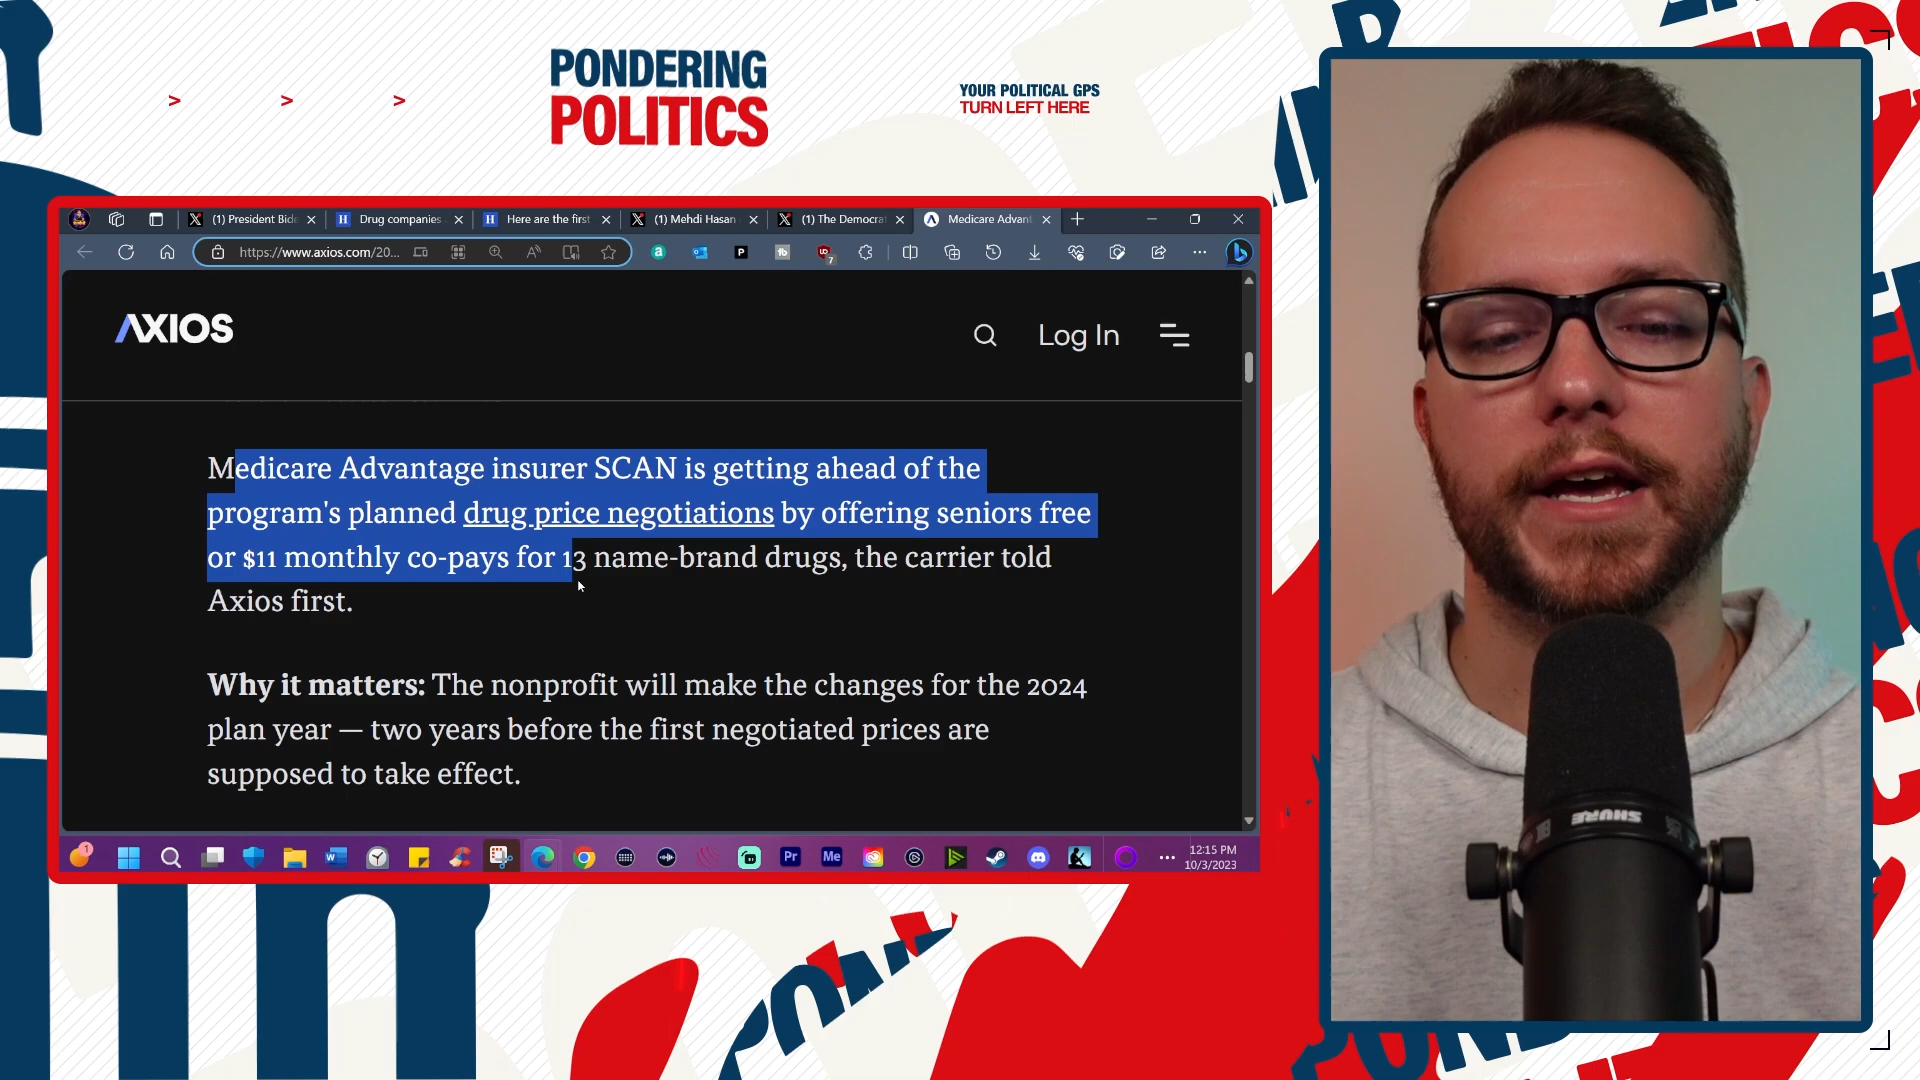 PONDERING
POLITICS
YOUR POLITICAL GPS
TURN LEFT HERE
> > >
(1) President Bide
Drug companies
Here are the first
(1) Mehdi Hasan
(1) The Democrat
Medicare Advant
https://www.axios.com/20...
7
AXIOS
Log In
Medicare Advantage insurer SCAN is getting ahead of the
program's planned drug price negotiations by offering seniors free
or $11 monthly co-pays for 13 name-brand drugs, the carrier told
Axios first.
Why it matters: The nonprofit will make the changes for the 2024
plan year — two years before the first negotiated prices are
supposed to take effect.
1
Pr
Me
12:15 PM
10/3/2023
SHURE